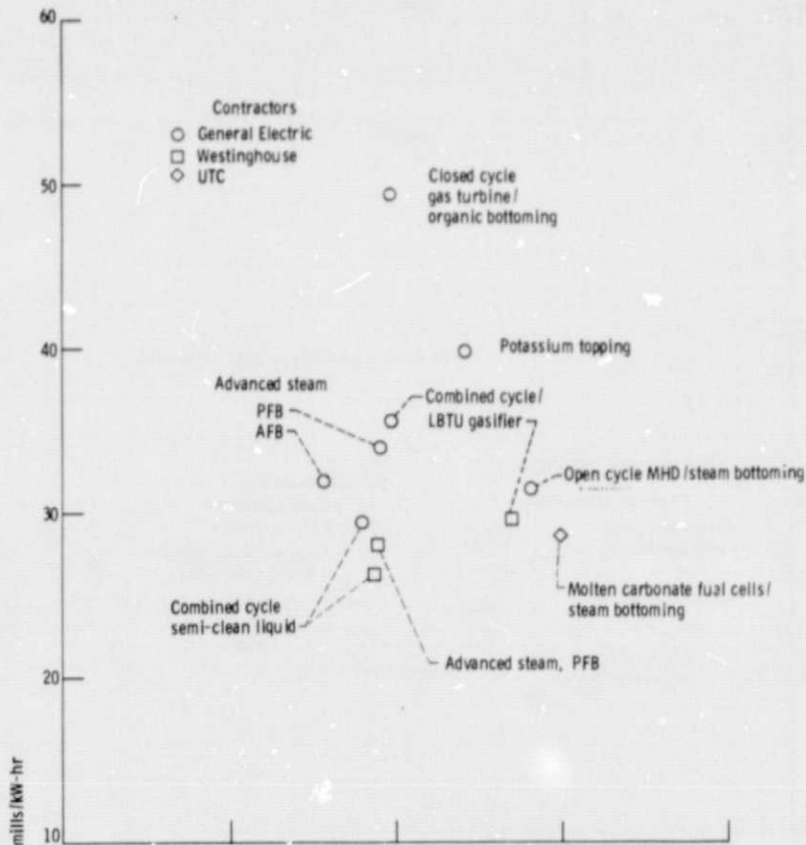 60
Contractors
General Electric
Westinghouse
UTC
50
Closed cycle
gas turbine/
organic bottoming
40
Potassium topping
Advanced steam
PFB
AFB
Combined cycle/
LBTU gasifier
Open cycle MHD/steam bottoming
30
Molten carbonate fuel cells/
steam bottoming
Combined cycle
semi-clean liquid
Advanced steam, PFB
20
mills/kW-hr
10